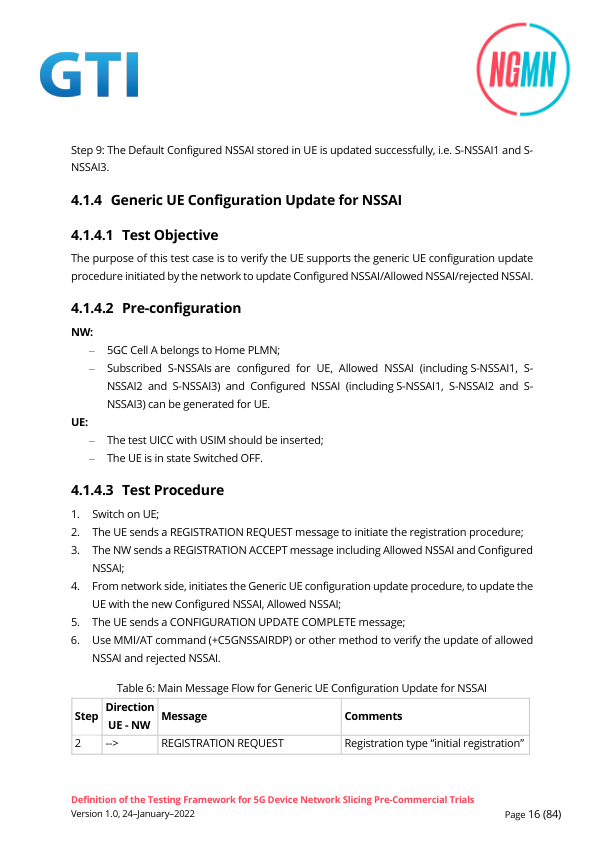 GTI
NGMN
Step 9: The Default Configured NSSAI stored in UE is updated successfully, i.e. S-NSSAI1 and S-
NSSAI3.
4.1.4 Generic UE Configuration Update for NSSAI
4.1.4.1 Test Objective
The purpose of this test case is to verify the UE supports the generic UE configuration update
procedure initiated by the network to update Configured NSSAI/Allowed NSSAI/rejected NSSAI.
4.1.4.2 Pre-configuration
NW:
– 5GC Cell A belongs to Home PLMN;
– Subscribed S-NSSAIs are configured for UE, Allowed NSSAI (including S-NSSAI1, S-
NSSAI2 and S-NSSAI3) and Configured NSSAI (including S-NSSAI1, S-NSSAI2 and S-
NSSAI3) can be generated for UE.
UE:
– The test UICC with USIM should be inserted;
– The UE is in state Switched OFF.
4.1.4.3 Test Procedure
1. Switch on UE;
2. The UE sends a REGISTRATION REQUEST message to initiate the registration procedure;
3. The NW sends a REGISTRATION ACCEPT message including Allowed NSSAI and Configured
NSSAI;
4. From network side, initiates the Generic UE configuration update procedure, to update the
UE with the new Configured NSSAI, Allowed NSSAI;
5. The UE sends a CONFIGURATION UPDATE COMPLETE message;
6. Use MMI/AT command (+C5GNSSAIRDP) or other method to verify the update of allowed
NSSAI and rejected NSSAI.
Table 6: Main Message Flow for Generic UE Configuration Update for NSSAI
Step Direction UE - NW Message Comments
2 --> REGISTRATION REQUEST Registration type “initial registration”
Definition of the Testing Framework for 5G Device Network Slicing Pre-Commercial Trials
Version 1.0, 24–January–2022 Page 16 (84)